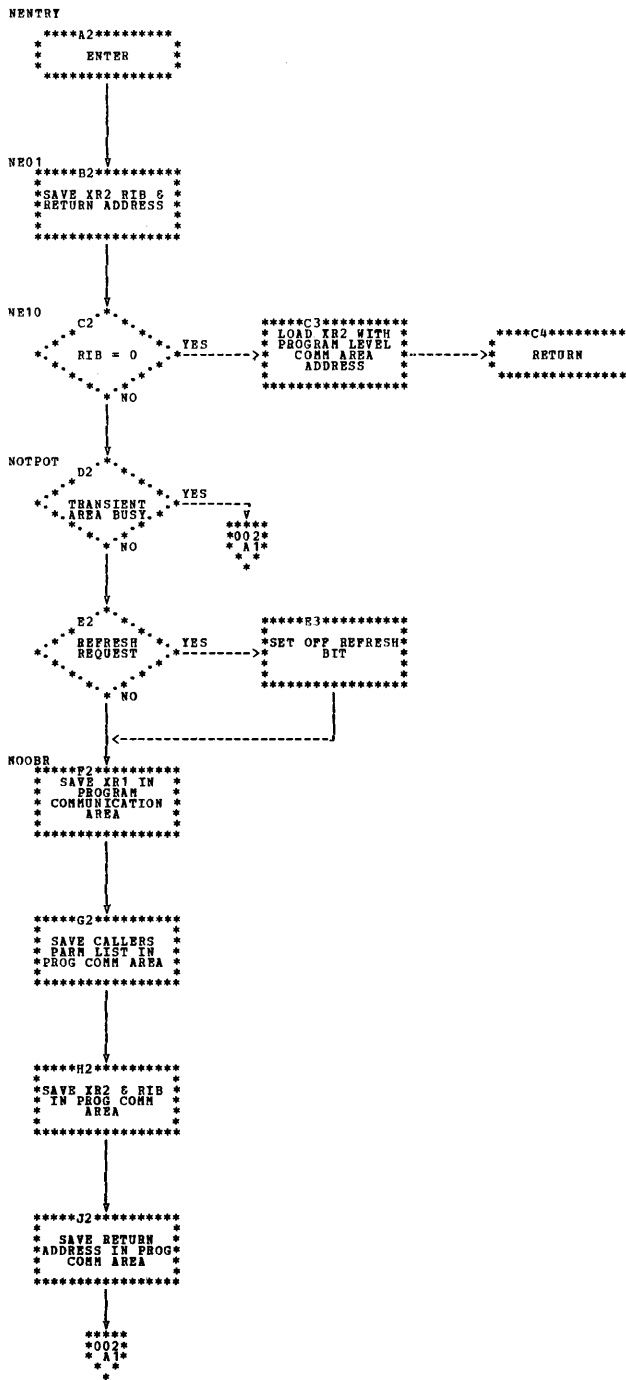 NENTRY
A2
ENTER
NE01
B2
SAVE XR2 RIB &
RETURN ADDRESS
NE10
C2
RIB = 0
YES
NO
C3
LOAD XR2 WITH
PROGRAM LEVEL
COMM AREA
ADDRESS
C4
RETURN
NOTPOT
D2
TRANSIENT
AREA BUSY
YES
NO
002
A1
E2
REFRESH
REQUEST
YES
NO
E3
SET OFF REFRESH
BIT
NOOBR
F2
SAVE XR1 IN
PROGRAM
COMMUNICATION
AREA
G2
SAVE CALLERS
PARM LIST IN
PROG COMM AREA
H2
SAVE XR2 & RIB
IN PROG COMM
AREA
J2
SAVE RETURN
ADDRESS IN PROG
COMM AREA
002
A1